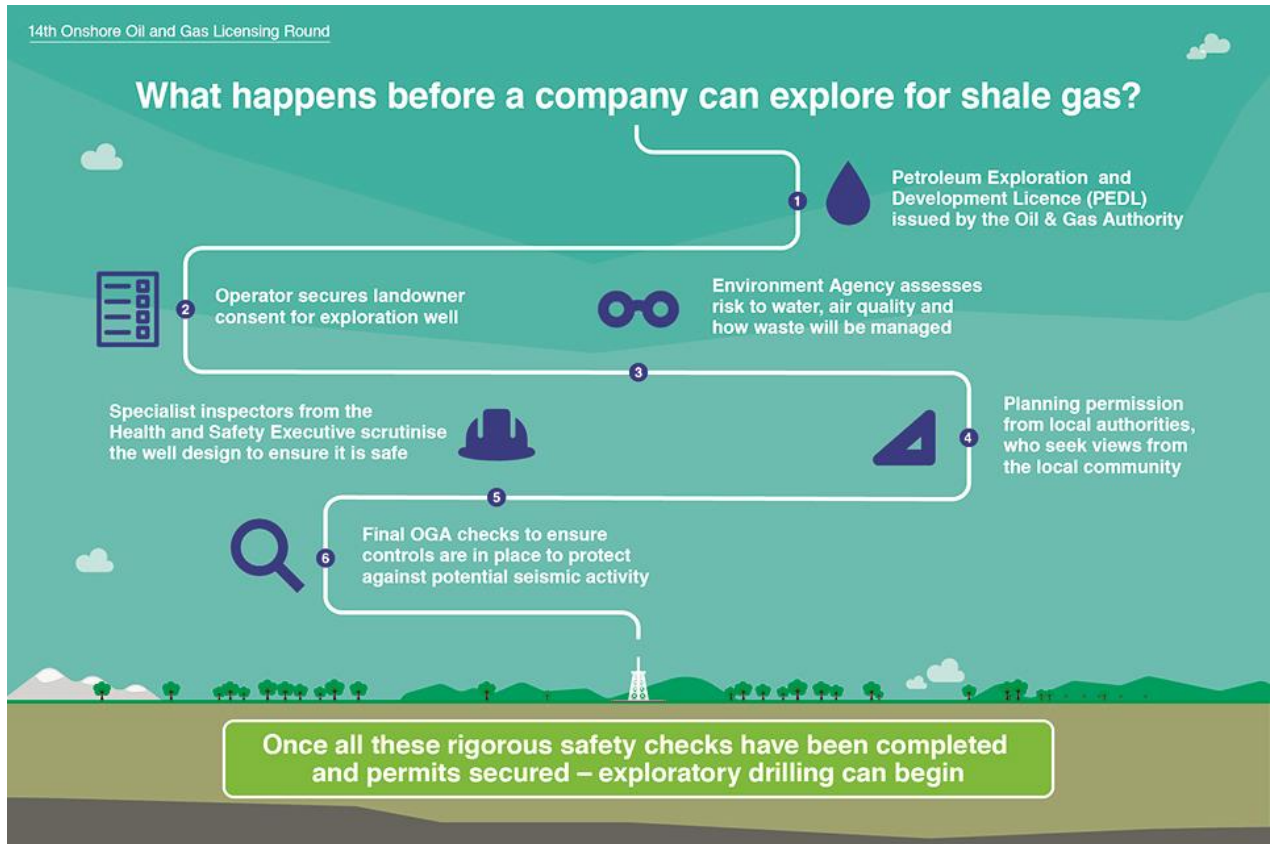 14th Onshore Oil and Gas Licensing Round
What happens before a company can explore for shale gas?
1
Petroleum Exploration and
Development Licence (PEDL)
issued by the Oil & Gas Authority
2
Operator secures landowner
consent for exploration well
Environment Agency assesses
risk to water, air quality and
how waste will be managed
3
Planning permission
from local authorities,
who seek views from
the local community
4
Specialist inspectors from the
Health and Safety Executive scrutinise
the well design to ensure it is safe
5
6
Final OGA checks to ensure
controls are in place to protect
against potential seismic activity
Once all these rigorous safety checks have been completed
and permits secured – exploratory drilling can begin